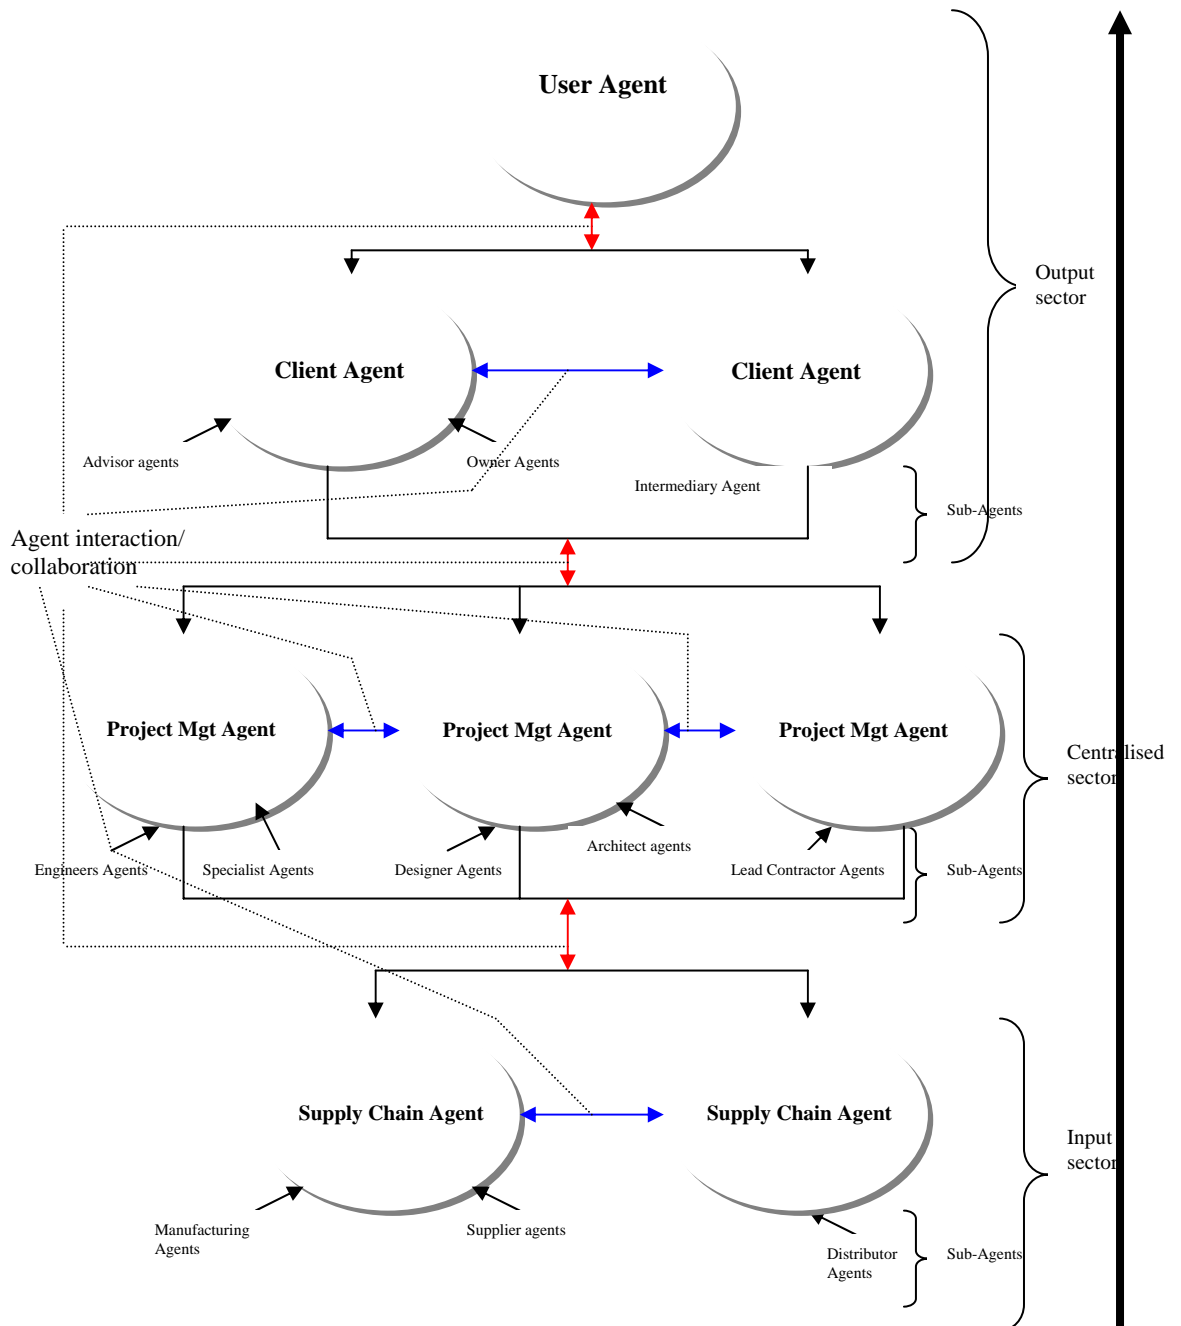 User Agent
Output
sector
Client Agent
Client Agent
Advisor agents
Owner Agents
Intermediary Agent
Sub-Agents
Agent interaction/
collaboration
Project Mgt Agent
Project Mgt Agent
Project Mgt Agent
Centralised
sector
Engineers Agents
Specialist Agents
Designer Agents
Architect agents
Lead Contractor Agents
Sub-Agents
Supply Chain Agent
Supply Chain Agent
Input
sector
Manufacturing
Agents
Supplier agents
Distributor
Agents
Sub-Agents